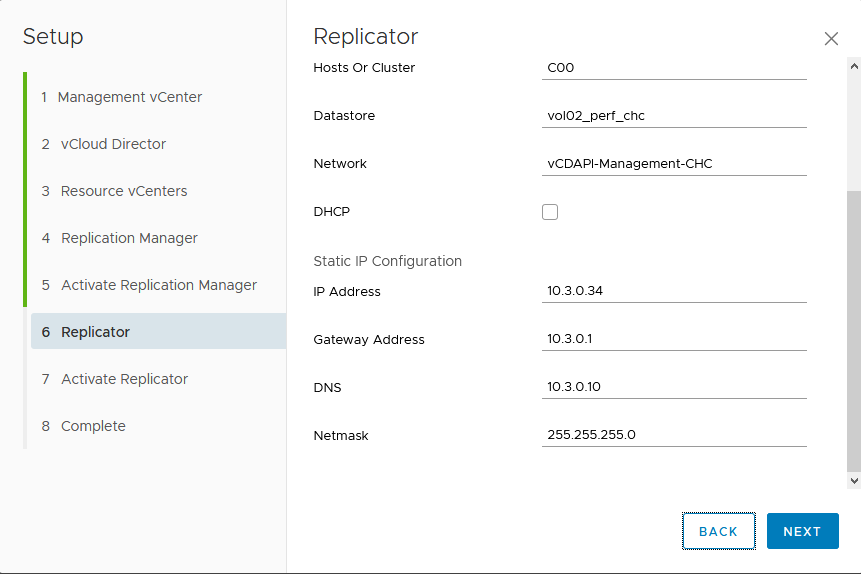 Setup
1 Management vCenter
2 vCloud Director
3 Resource vCenters
4 Replication Manager
5 Activate Replication Manager
6 Replicator
7 Activate Replicator
8 Complete
Replicator
Hosts Or Cluster C00
Datastore vol02_perf_chc
Network vCDAPI-Management-CHC
DHCP
Static IP Configuration
IP Address 10.3.0.34
Gateway Address 10.3.0.1
DNS 10.3.0.10
Netmask 255.255.255.0
BACK NEXT